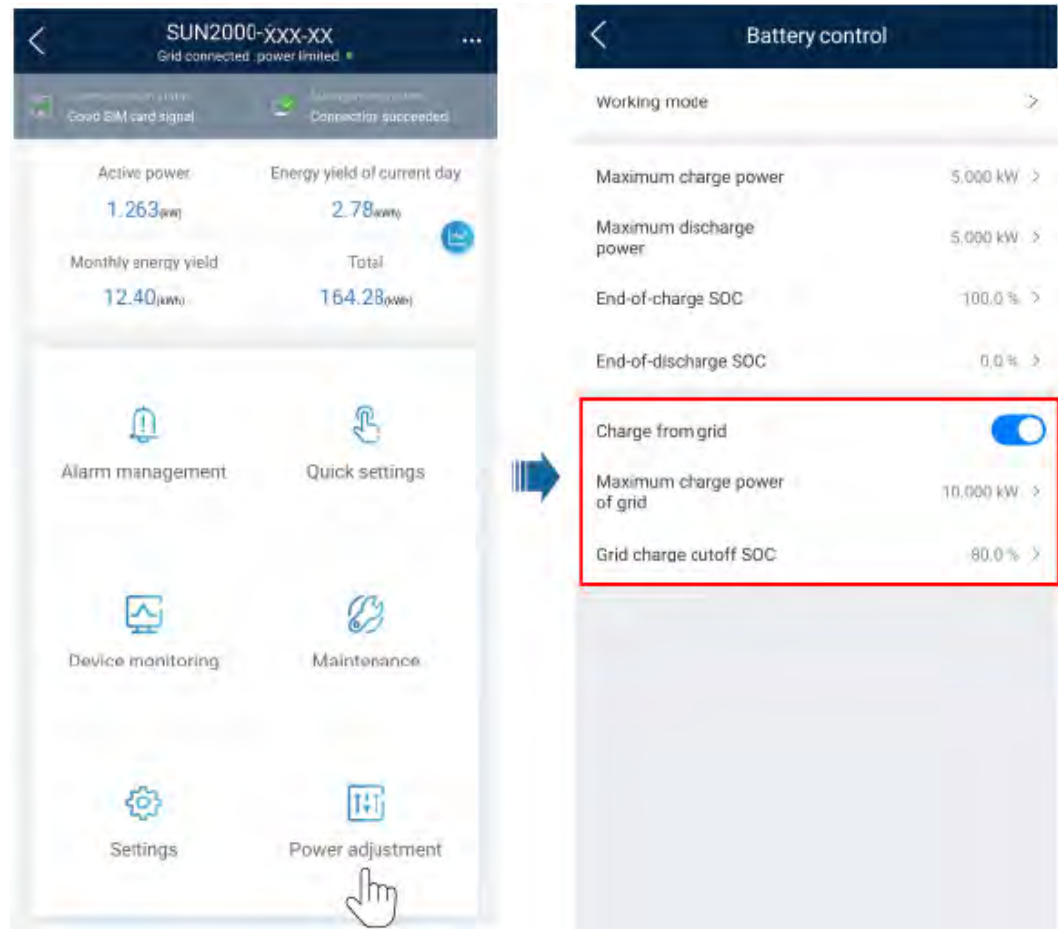 SUN2000-XXX-XX
Grid connected power limited
Good SIM card signal
Connection succeeded
Active power
Energy yield of current day
1.263(kW)
2.78(kWh)
Monthly energy yield
Total
12.40(kWh)
164.28(kWh)
Alarm management
Quick settings
Device monitoring
Maintenance
Settings
Power adjustment
Battery control
Working mode
Maximum charge power
5.000 kW
Maximum discharge
power
5.000 kW
End-of-charge SOC
100.0 %
End-of-discharge SOC
0.0 %
Charge from grid
Maximum charge power
of grid
10.000 kW
Grid charge cutoff SOC
80.0 %